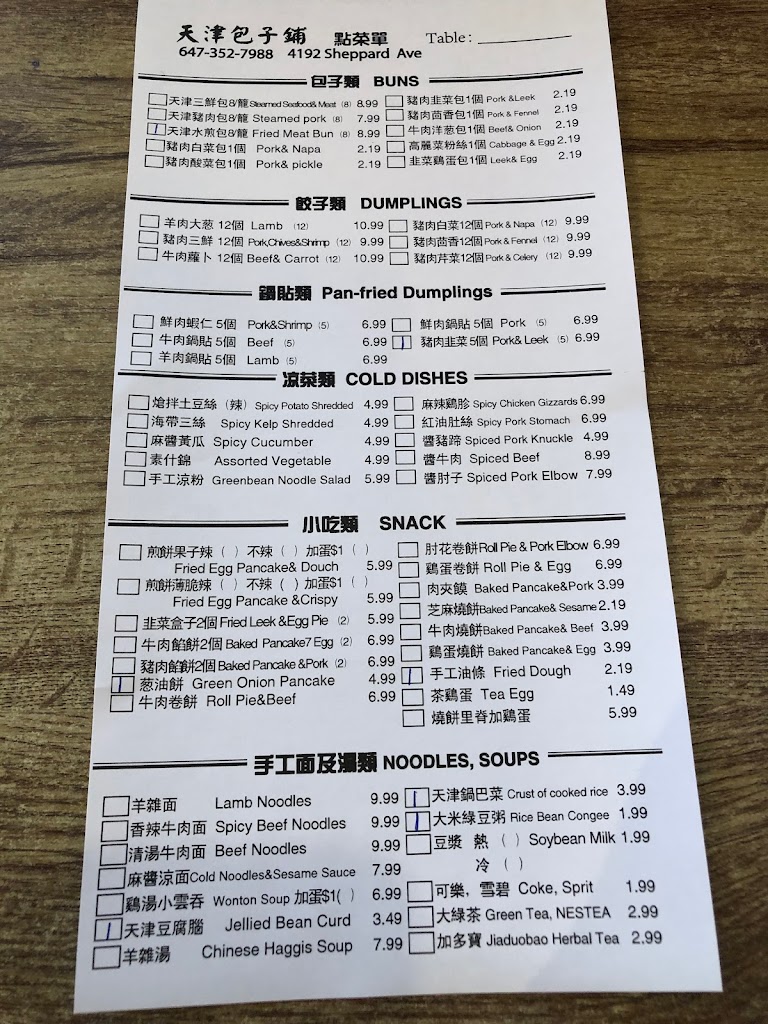 天津包子鋪 點菜單 Table:
647-352-7988 4192 Sheppard Ave
包子類 BUNS
天津三鮮包8/籠 Steamed Seafood& Meat (8) 8.99 豬肉韭菜包1個 Pork &Leek 2.19
天津豬肉包8/籠 Steamed pork (8) 7.99 豬肉茴香包1個 Pork & Fennel 2.19
天津水煎包8/籠 Fried Meat Bun (8) 8.99 牛肉洋葱包1個 Beef& Onion 2.19
豬肉白菜包1個 Pork& Napa 2.19 高麗菜粉絲1個 Cabbage & Egg 2.19
豬肉酸菜包1個 Pork& pickle 2.19 韭菜鷄蛋包1個 Leek& Egg 2.19
餃子類 DUMPLINGS
羊肉大葱 12個 Lamb (12) 10.99 豬肉白菜12個 Pork & Napa (12) 9.99
豬肉三鮮 12個 Pork,Chives&Shrimp (12) 9.99 豬肉茴香12個 Pork & Fennel (12) 9.99
牛肉蘿卜 12個 Beef& Carrot (12) 10.99 豬肉芹菜12個 Pork & Celery (12) 9.99
鍋貼類 Pan-fried Dumplings
鮮肉蝦仁 5個 Pork&Shrimp (5) 6.99 鮮肉鍋貼 5個 Pork (5) 6.99
牛肉鍋貼 5個 Beef (5) 6.99 豬肉韭菜 5個 Pork& Leek (5) 6.99
羊肉鍋貼 5個 Lamb (5) 6.99
凉菜類 COLD DISHES
熗拌土豆絲（辣）Spicy Potato Shredded 4.99 麻辣鷄胗 Spicy Chicken Gizzards 6.99
海帶三絲 Spicy Kelp Shredded 4.99 紅油肚絲 Spicy Pork Stomach 6.99
麻醬黃瓜 Spicy Cucumber 4.99 醬豬蹄 Spiced Pork Knuckle 4.99
素什錦 Assorted Vegetable 4.99 醬牛肉 Spiced Beef 8.99
手工涼粉 Greenbean Noodle Salad 5.99 醬肘子 Spiced Pork Elbow 7.99
小吃類 SNACK
煎餅果子辣（ ）不辣（ ）加蛋$1（ ） 肘花卷餅 Roll Pie & Pork Elbow 6.99
Fried Egg Pancake& Douch 5.99 鷄蛋卷餅 Roll Pie & Egg 6.99
煎餅薄脆辣（ ）不辣（ ）加蛋$1（ ） 肉夾饃 Baked Pancake&Pork 3.99
Fried Egg Pancake &Crispy 5.99 芝麻燒餅 Baked Pancake& Sesame 2.19
韭菜盒子2個 Fried Leek &Egg Pie (2) 5.99 牛肉燒餅 Baked Pancake& Beef 3.99
牛肉餡餅2個 Baked Pancake7 Egg (2) 6.99 鷄蛋燒餅 Baked Pancake& Egg 3.99
豬肉餡餅2個 Baked Pancake &Pork (2) 6.99 手工油條 Fried Dough 2.19
葱油餅 Green Onion Pancake 4.99 茶鷄蛋 Tea Egg 1.49
牛肉卷餅 Roll Pie&Beef 6.99 燒餅里脊加鷄蛋 5.99
手工面及湯類 NOODLES, SOUPS
羊雜面 Lamb Noodles 9.99 天津鍋巴菜 Crust of cooked rice 3.99
香辣牛肉面 Spicy Beef Noodles 9.99 大米綠豆粥 Rice Bean Congee 1.99
清湯牛肉面 Beef Noodles 9.99 豆漿 熱（ ）Soybean Milk 1.99
麻醬涼面 Cold Noodles&Sesame Sauce 7.99 冷（ ）
鷄湯小雲吞 Wonton Soup 加蛋$1( ) 6.99 可樂, 雪碧 Coke, Sprit 1.99
天津豆腐腦 Jellied Bean Curd 3.49 大綠茶 Green Tea, NESTEA 2.99
羊雜湯 Chinese Haggis Soup 7.99 加多寶 Jiaduobao Herbal Tea 2.99